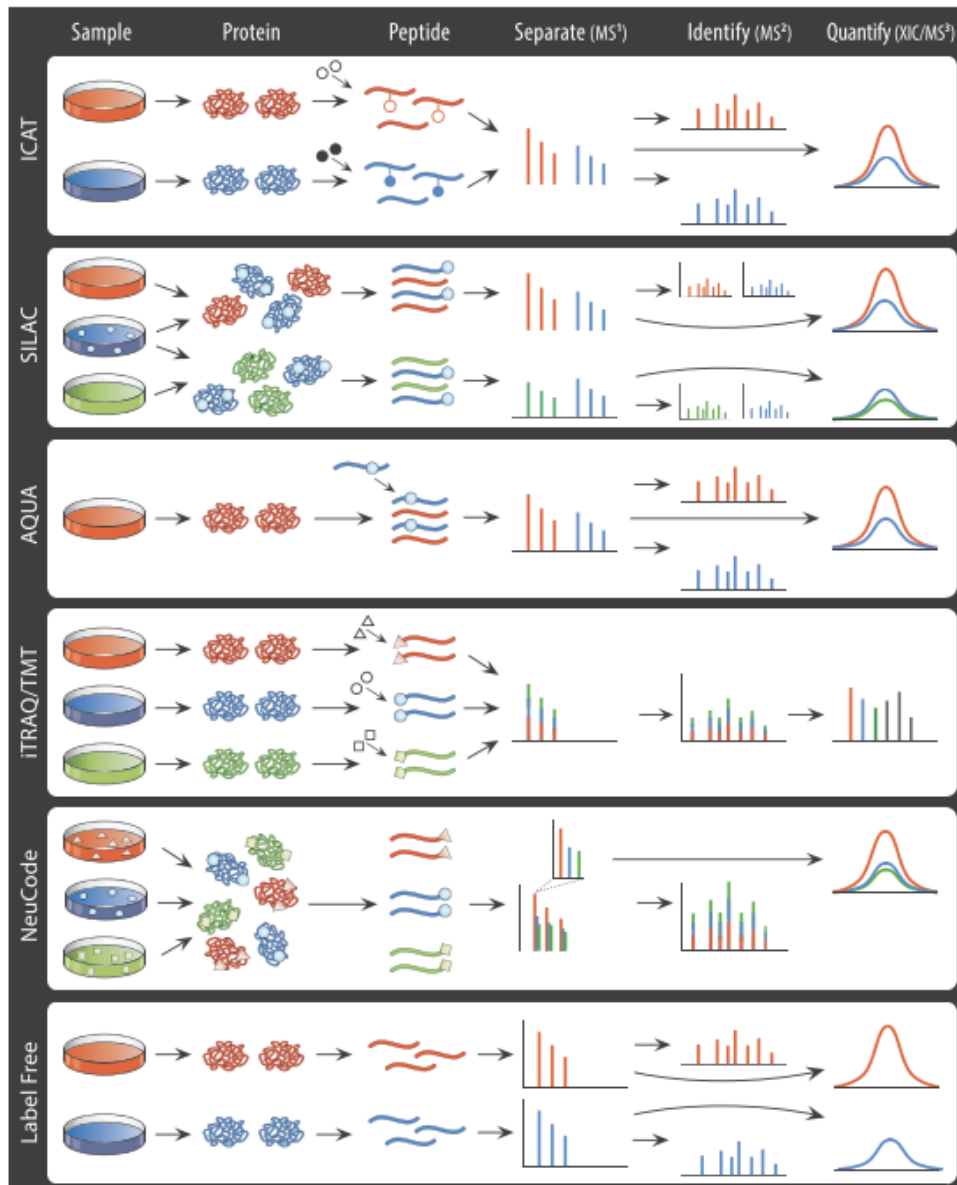 Sample Protein Peptide Separate (MS¹) Identify (MS²) Quantify (XIC/MS³)
ICAT
SILAC
AQUA
iTRAQ/TMT
NeuCode
Label Free